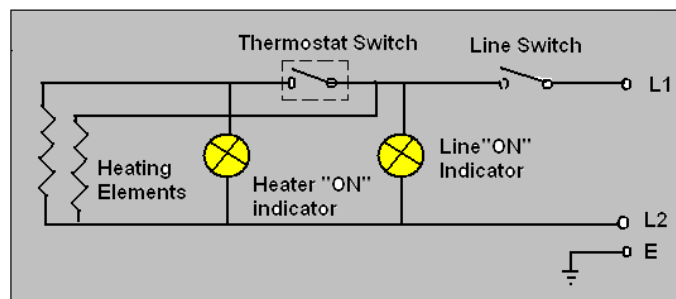 Thermostat Switch
Line Switch
L1
Heating
Elements
Heater "ON"
indicator
Line"ON"
Indicator
L2
E